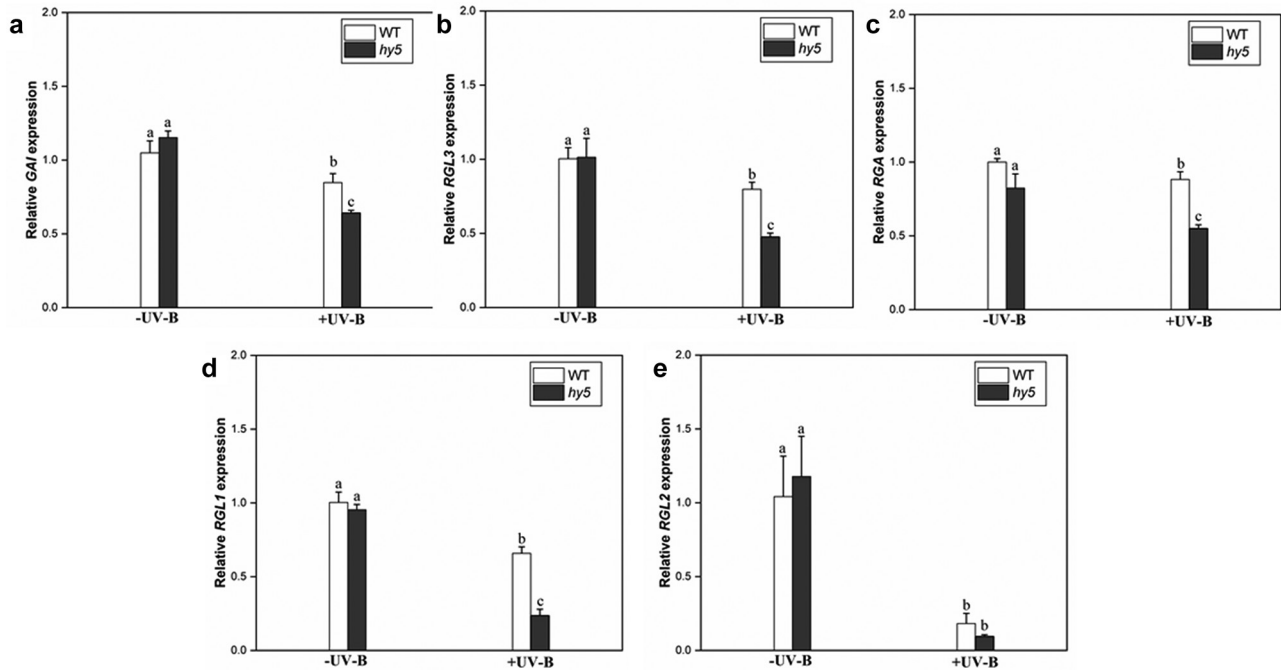 a
2.0
1.5
1.0
0.5
0.0
Relative GAI expression
WT
hy5
a a
b
c
-UV-B +UV-B
b
2.0
1.5
1.0
0.5
0.0
Relative RGL3 expression
WT
hy5
a a
b
c
-UV-B +UV-B
c
2.0
1.5
1.0
0.5
0.0
Relative RGA expression
WT
hy5
a
a
b
c
-UV-B +UV-B
d
2.0
1.5
1.0
0.5
0.0
Relative RGL1 expression
WT
hy5
a a
b
c
-UV-B +UV-B
e
2.0
1.5
1.0
0.5
0.0
Relative RGL2 expression
WT
hy5
a a
b b
-UV-B +UV-B